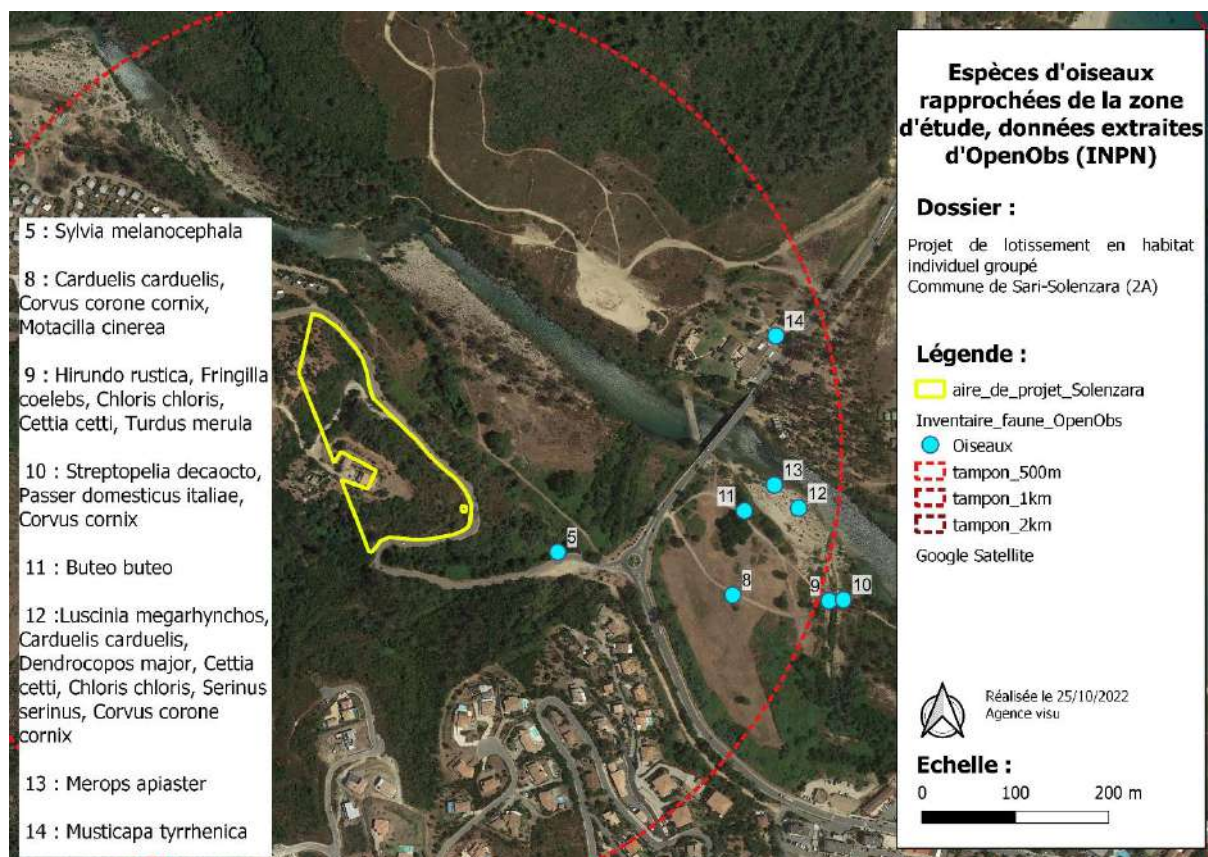 5 : Sylvia melanocephala
8 : Carduelis carduelis,
Corvus corone cornix,
Motacilla cinerea
9 : Hirundo rustica, Fringilla
coelebs, Chloris chloris,
Cettia cetti, Turdus merula
10 : Streptopelia decaocto,
Passer domesticus italiae,
Corvus cornix
11 : Buteo buteo
12 :Luscinia megarhynchos,
Carduelis carduelis,
Dendrocopos major, Cettia
cetti, Chloris chloris, Serinus
serinus, Corvus corone
cornix
13 : Merops apiaster
14 : Musticapa tyrrhenica
14
13
12
11
5
8
9
10
Espèces d'oiseaux
rapprochées de la zone
d'étude, données extraites
d'OpenObs (INPN)
Dossier :
Projet de lotissement en habitat
individuel groupé
Commune de Sari-Solenzara (2A)
Légende :
aire_de_projet_Solenzara
Inventaire_faune_OpenObs
Oiseaux
tampon_500m
tampon_1km
tampon_2km
Google Satellite
Réalisée le 25/10/2022
Agence visu
Echelle :
0 100 200 m